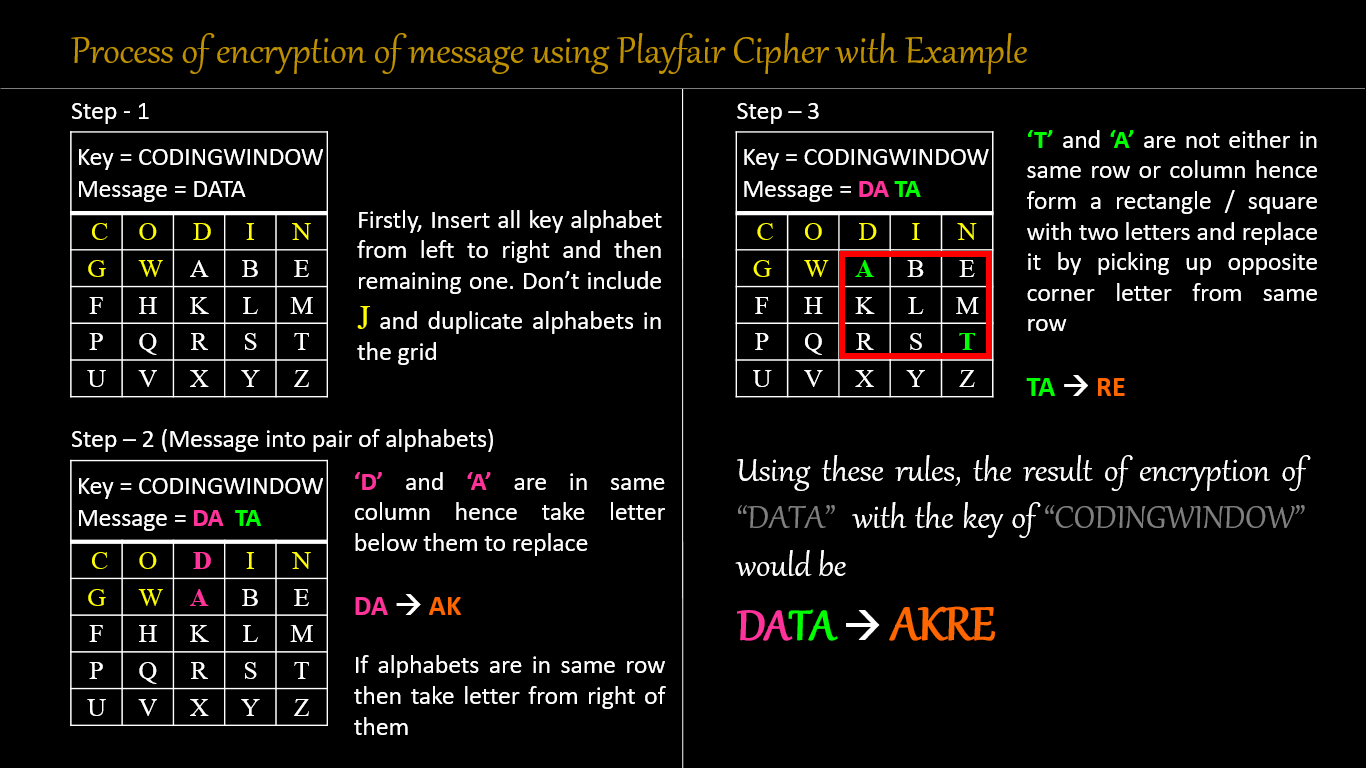 Process of encryption of message using Playfair Cipher with Example
Step - 1
Key = CODINGWINDOW
Message = DATA
C O D I N
G W A B E
F H K L M
P Q R S T
U V X Y Z
Firstly, Insert all key alphabet
from left to right and then
remaining one. Don’t include
J and duplicate alphabets in
the grid
Step – 2 (Message into pair of alphabets)
Key = CODINGWINDOW
Message = DA TA
C O D I N
G W A B E
F H K L M
P Q R S T
U V X Y Z
‘D’ and ‘A’ are in same
column hence take letter
below them to replace
DA → AK
If alphabets are in same row
then take letter from right of
them
Step – 3
Key = CODINGWINDOW
Message = DA TA
C O D I N
G W A B E
F H K L M
P Q R S T
U V X Y Z
‘T’ and ‘A’ are not either in
same row or column hence
form a rectangle / square
with two letters and replace
it by picking up opposite
corner letter from same
row
TA → RE
Using these rules, the result of encryption of
“DATA” with the key of “CODINGWINDOW”
would be
DATA → AKRE